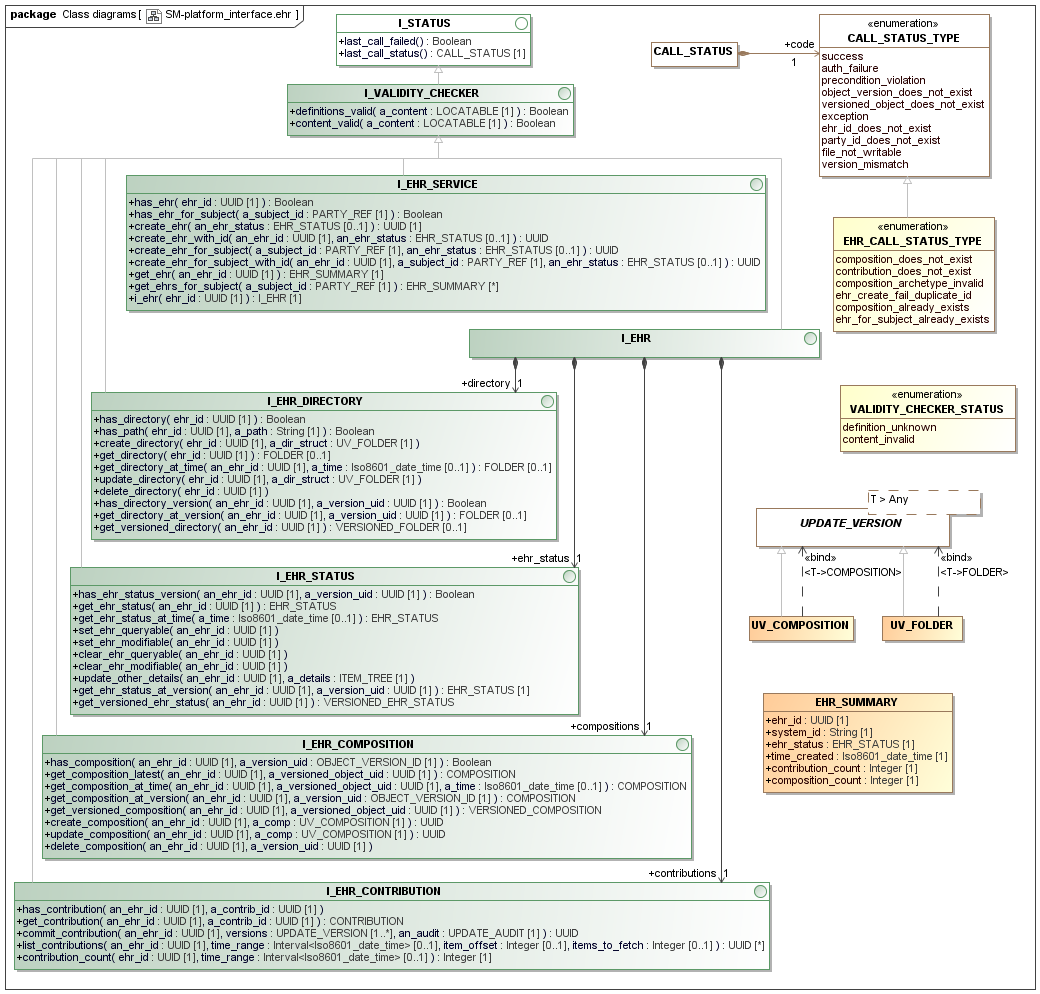 package Class diagrams [ SM-platform_interface.ehr ]
I_STATUS
+last_call_failed() : Boolean
+last_call_status() : CALL_STATUS [1]
I_VALIDITY_CHECKER
+definitions_valid( a_content : LOCATABLE [1] ) : Boolean
+content_valid( a_content : LOCATABLE [1] ) : Boolean
CALL_STATUS
+code
1
«enumeration»
CALL_STATUS_TYPE
success
auth_failure
precondition_violation
object_version_does_not_exist
versioned_object_does_not_exist
exception
ehr_id_does_not_exist
party_id_does_not_exist
file_not_writable
version_mismatch
I_EHR_SERVICE
+has_ehr( ehr_id : UUID [1] ) : Boolean
+has_ehr_for_subject( a_subject_id : PARTY_REF [1] ) : Boolean
+create_ehr( an_ehr_status : EHR_STATUS [0..1] ) : UUID [1]
+create_ehr_with_id( an_ehr_id : UUID [1], an_ehr_status : EHR_STATUS [0..1] ) : UUID
+create_ehr_for_subject( a_subject_id : PARTY_REF [1], an_ehr_status : EHR_STATUS [0..1] ) : UUID
+create_ehr_for_subject_with_id( an_ehr_id : UUID [1], a_subject_id : PARTY_REF [1], an_ehr_status : EHR_STATUS [0..1] ) : UUID
+get_ehr( an_ehr_id : UUID [1] ) : EHR_SUMMARY [1]
+get_ehrs_for_subject( a_subject_id : PARTY_REF [1] ) : EHR_SUMMARY [*]
+i_ehr( ehr_id : UUID [1] ) : I_EHR [1]
«enumeration»
EHR_CALL_STATUS_TYPE
composition_does_not_exist
contribution_does_not_exist
composition_archetype_invalid
ehr_create_fail_duplicate_id
composition_already_exists
ehr_for_subject_already_exists
I_EHR
+directory 1
I_EHR_DIRECTORY
+has_directory( ehr_id : UUID [1] ) : Boolean
+has_path( ehr_id : UUID [1], a_path : String [1] ) : Boolean
+create_directory( ehr_id : UUID [1], a_dir_struct : UV_FOLDER [1] )
+get_directory( ehr_id : UUID [1] ) : FOLDER [0..1]
+get_directory_at_time( an_ehr_id : UUID [1], a_time : Iso8601_date_time [0..1] ) : FOLDER [0..1]
+update_directory( ehr_id : UUID [1], a_dir_struct : UV_FOLDER [1] )
+delete_directory( ehr_id : UUID [1] )
+has_directory_version( an_ehr_id : UUID [1], a_version_uid : UUID [1] ) : Boolean
+get_directory_at_version( an_ehr_id : UUID [1], a_version_uid : UUID [1] ) : FOLDER [0..1]
+get_versioned_directory( an_ehr_id : UUID [1] ) : VERSIONED_FOLDER [0..1]
«enumeration»
VALIDITY_CHECKER_STATUS
definition_unknown
content_invalid
T > Any
UPDATE_VERSION
«bind»
<T->COMPOSITION>
«bind»
<T->FOLDER>
UV_COMPOSITION
UV_FOLDER
+ehr_status 1
I_EHR_STATUS
+has_ehr_status_version( an_ehr_id : UUID [1], a_version_uid : UUID [1] ) : Boolean
+get_ehr_status( an_ehr_id : UUID [1] ) : EHR_STATUS
+get_ehr_status_at_time( a_time : Iso8601_date_time [0..1] ) : EHR_STATUS
+set_ehr_queryable( an_ehr_id : UUID [1] )
+set_ehr_modifiable( an_ehr_id : UUID [1] )
+clear_ehr_queryable( an_ehr_id : UUID [1] )
+clear_ehr_modifiable( an_ehr_id : UUID [1] )
+update_other_details( an_ehr_id : UUID [1], a_details : ITEM_TREE [1] )
+get_ehr_status_at_version( an_ehr_id : UUID [1], a_version_uid : UUID [1] ) : EHR_STATUS [1]
+get_versioned_ehr_status( an_ehr_id : UUID [1] ) : VERSIONED_EHR_STATUS
EHR_SUMMARY
+ehr_id : UUID [1]
+system_id : String [1]
+ehr_status : EHR_STATUS [1]
+time_created : Iso8601_date_time [1]
+contribution_count : Integer [1]
+composition_count : Integer [1]
+compositions 1
I_EHR_COMPOSITION
+has_composition( an_ehr_id : UUID [1], a_version_uid : OBJECT_VERSION_ID [1] ) : Boolean
+get_composition_latest( an_ehr_id : UUID [1], a_versioned_object_uid : UUID [1] ) : COMPOSITION
+get_composition_at_time( an_ehr_id : UUID [1], a_versioned_object_uid : UUID [1], a_time : Iso8601_date_time [0..1] ) : COMPOSITION
+get_composition_at_version( an_ehr_id : UUID [1], a_version_uid : OBJECT_VERSION_ID [1] ) : COMPOSITION
+get_versioned_composition( an_ehr_id : UUID [1], a_versioned_object_uid : UUID [1] ) : VERSIONED_COMPOSITION
+create_composition( an_ehr_id : UUID [1], a_comp : UV_COMPOSITION [1] ) : UUID
+update_composition( an_ehr_id : UUID [1], a_comp : UV_COMPOSITION [1] ) : UUID
+delete_composition( an_ehr_id : UUID [1], a_version_uid : UUID [1] )
+contributions 1
I_EHR_CONTRIBUTION
+has_contribution( an_ehr_id : UUID [1], a_contrib_id : UUID [1] )
+get_contribution( an_ehr_id : UUID [1], a_contrib_id : UUID [1] ) : CONTRIBUTION
+commit_contribution( an_ehr_id : UUID [1], versions : UPDATE_VERSION [1..*], an_audit : UPDATE_AUDIT [1] ) : UUID
+list_contributions( an_ehr_id : UUID [1], time_range : Interval<Iso8601_date_time> [0..1], item_offset : Integer [0..1], items_to_fetch : Integer [0..1] ) : UUID [*]
+contribution_count( ehr_id : UUID [1], time_range : Interval<Iso8601_date_time> [0..1] ) : Integer [1]